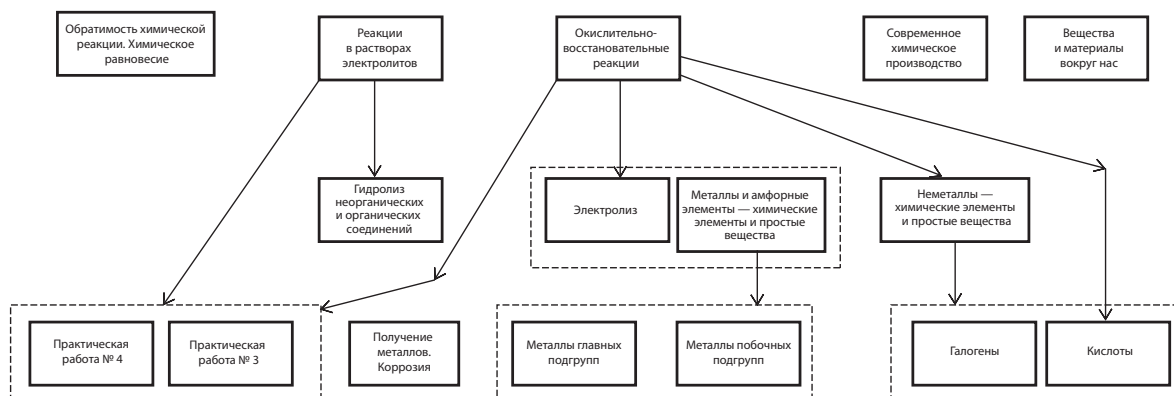 Обратимость химической
реакции. Химическое
равновесие
Реакции
в растворах
электролитов
Окислительно-
восстановательные
реакции
Современное
химическое
производство
Вещества
и материалы
вокруг нас
Гидролиз
неорганических
и органических
соединений
Электролиз
Металлы и амфорные
элементы — химические
элементы и простые
вещества
Неметаллы —
химические элементы
и простые вещества
Практическая
работа № 4
Практическая
работа № 3
Получение
металлов.
Коррозия
Металлы главных
подгрупп
Металлы побочных
подгрупп
Галогены
Кислоты